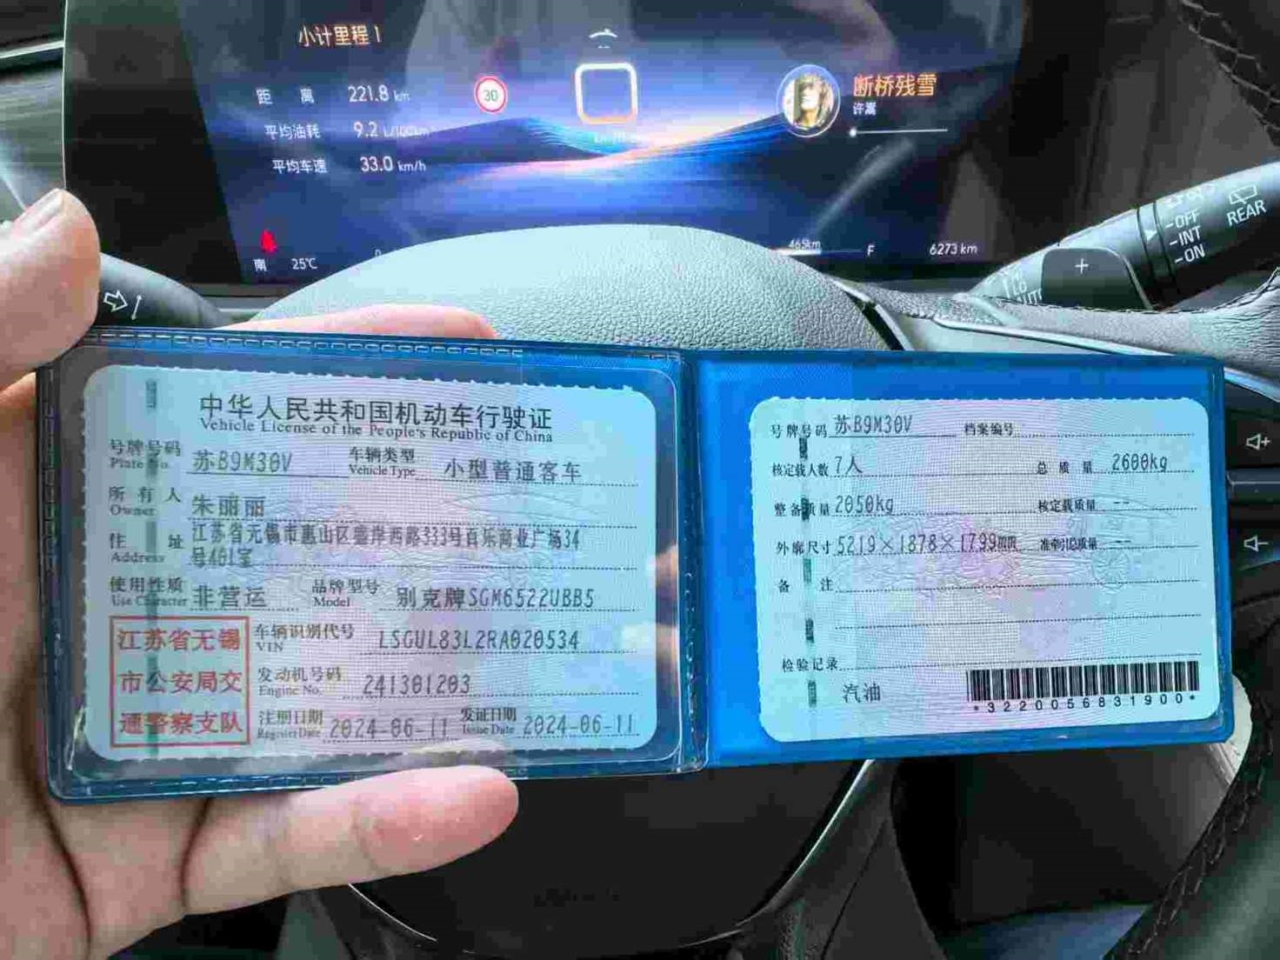 小计里程 1
距 离 221.8 km
平均油耗 9.2 L/100km
平均车速 33.0 km/h
30
断桥残雪
许嵩
南 25℃
465km F 6273 km
REAR
-OFF
-INT
-ON
中华人民共和国机动车行驶证
Vehicle License of the People's Republic of China
号牌号码 苏B9M30V 车辆类型 小型普通客车
Plate No. Vehicle Type
所有人 朱丽丽
Owner
住 址 江苏省无锡市惠山区 西路333号百乐商业广场34
Address 号401室
使用性质 非营运 品牌型号 别克牌SGM6522UBB5
Use Character Model
江苏省无锡
市公安局交
通警察支队
车辆识别代号 LSGUL83L2RA020534
VIN
发动机号码 241301203
Engine No.
注册日期 2024-06-11 发证日期 2024-06-11
Register Date Issue Date
号牌号码 苏B9M30V 档案编号
核定载人数 7人 总质量 2600kg
整备质量 2050kg 核定载质量 --
外廓尺寸 5219×1878×1799mm 准牵引总质量 --
备 注
检验记录
汽油
*3220056831900*